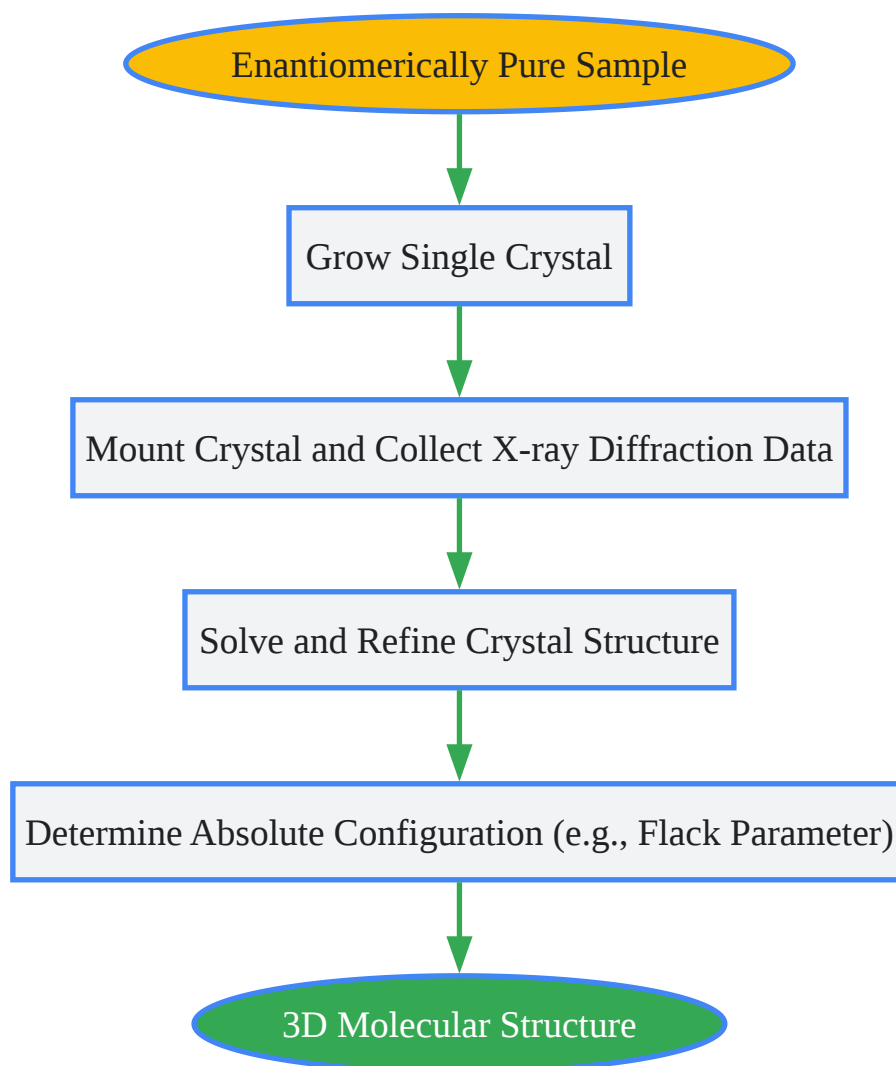 Enantiomerically Pure Sample
Grow Single Crystal
Mount Crystal and Collect X-ray Diffraction Data
Solve and Refine Crystal Structure
Determine Absolute Configuration (e.g., Flack Parameter)
3D Molecular Structure